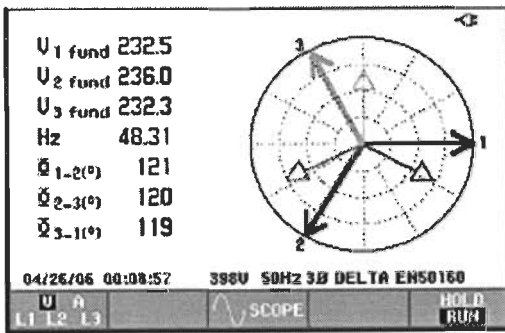 V1 fund 232.5
V2 fund 236.0
V3 fund 232.3
Hz 48.31
Φ1-2(°) 121
Φ2-3(°) 120
Φ3-1(°) 119
3
1
2
04/26/06 00:08:52 398V 50Hz 3Ø DELTA EN50160
U A
L1 L2 L3
SCOPE
HOLD
RUN